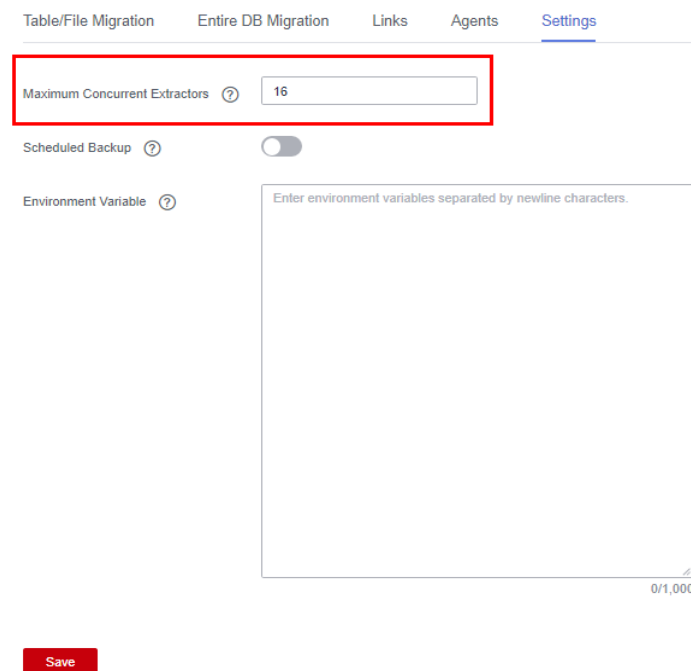 Table/File Migration Entire DB Migration Links Agents Settings
Maximum Concurrent Extractors ? 16
Scheduled Backup ?
Environment Variable ? Enter environment variables separated by newline characters.
0/1,000
Save